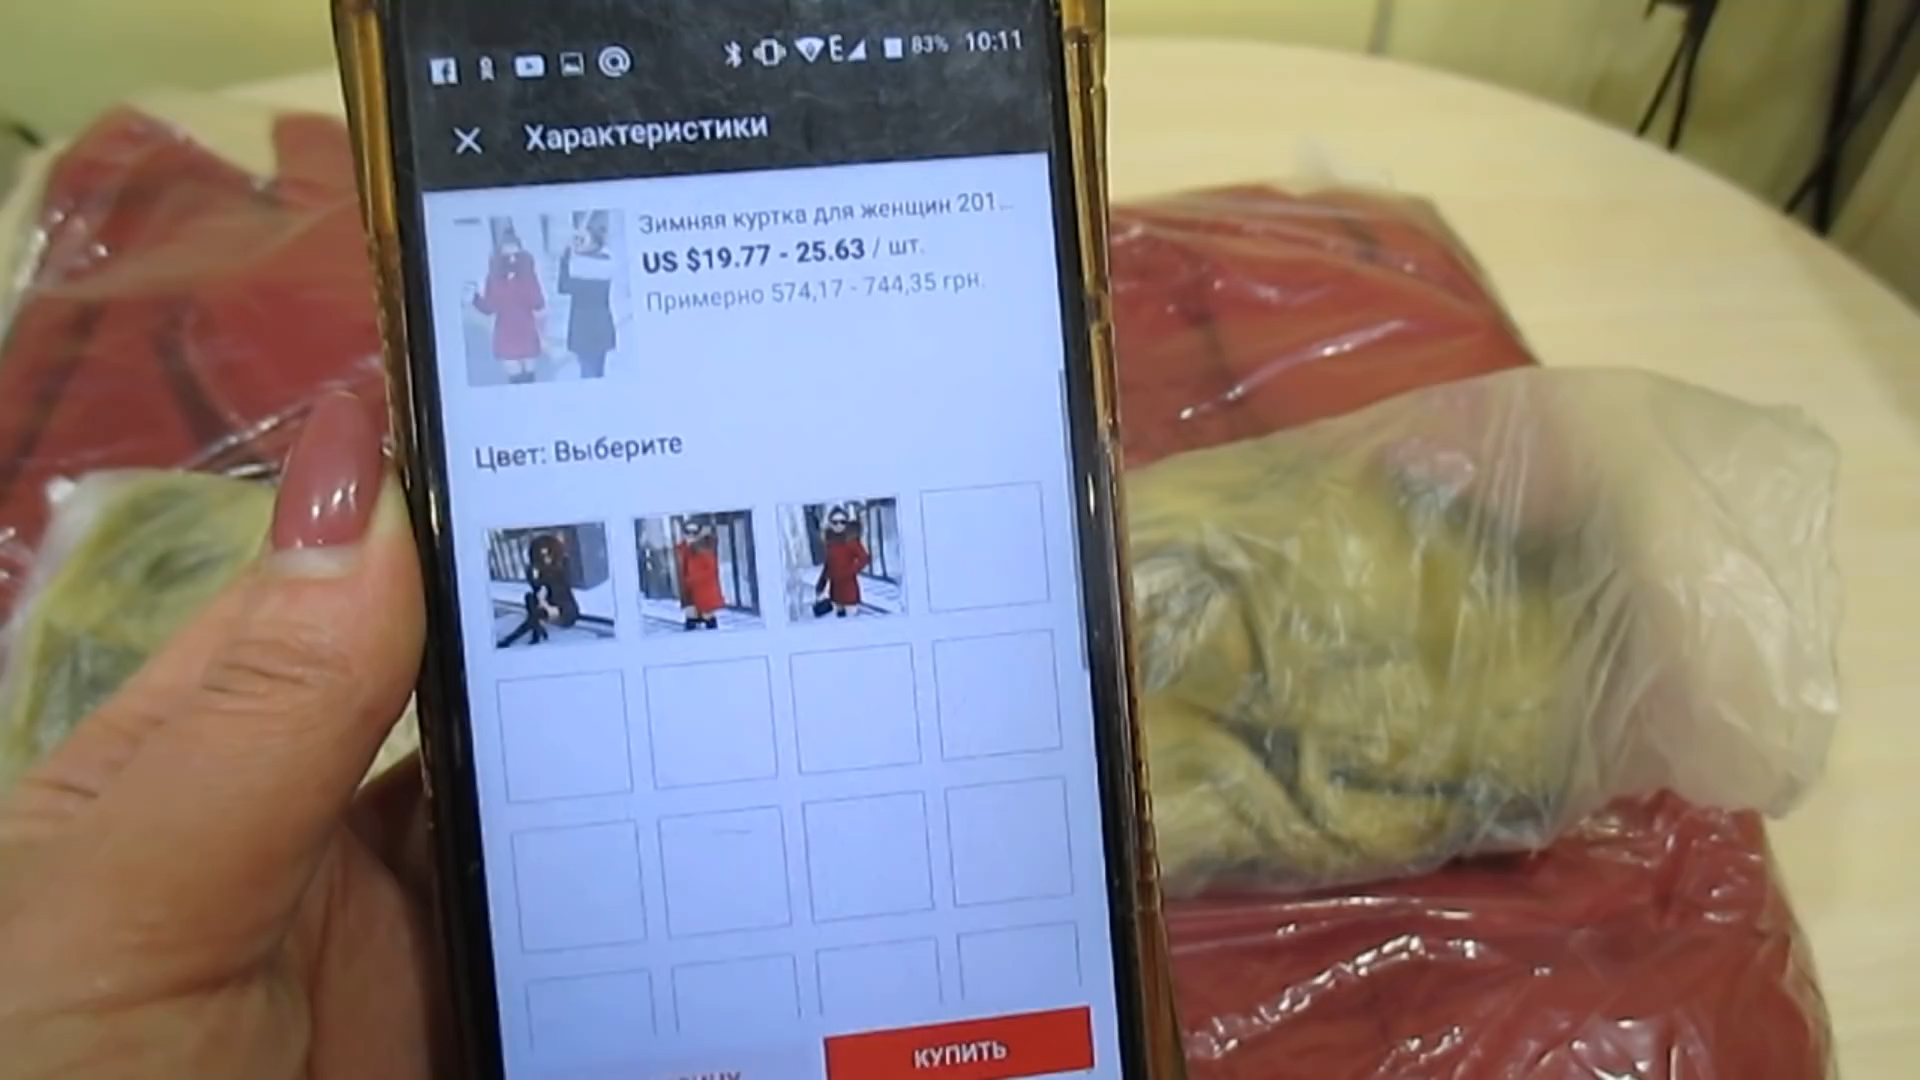 83% 10:11
Характеристики
Зимняя куртка для женщин 201...
US $19.77 - 25.63 / шт.
Примерно 574,17 - 744,35 грн.
Цвет: Выберите
КУПИТЬ